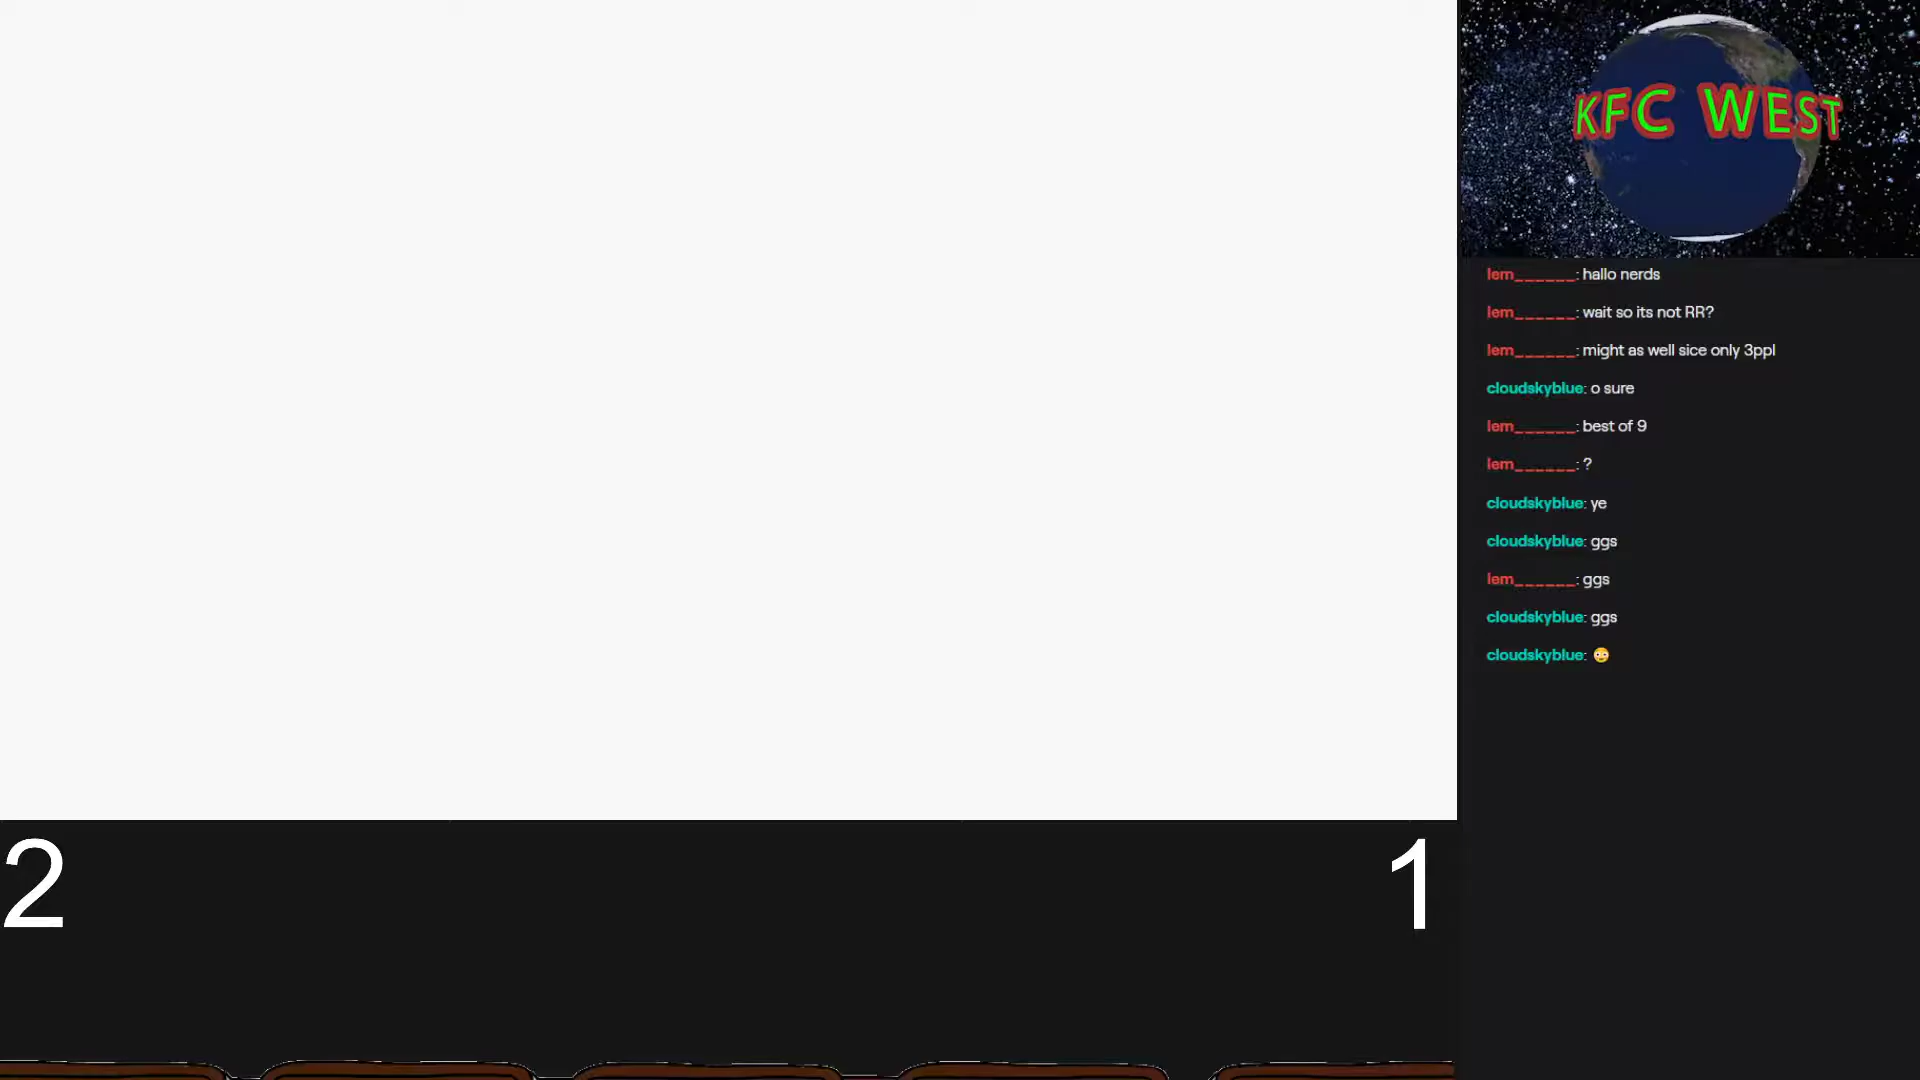 KFC WEST
lem______: hallo nerds
lem______: wait so its not RR?
lem______: might as well sice only 3ppl
cloudskyblue: o sure
lem______: best of 9
lem______: ?
cloudskyblue: ye
cloudskyblue: ggs
lem______: ggs
cloudskyblue: ggs
cloudskyblue: 😳
2
1